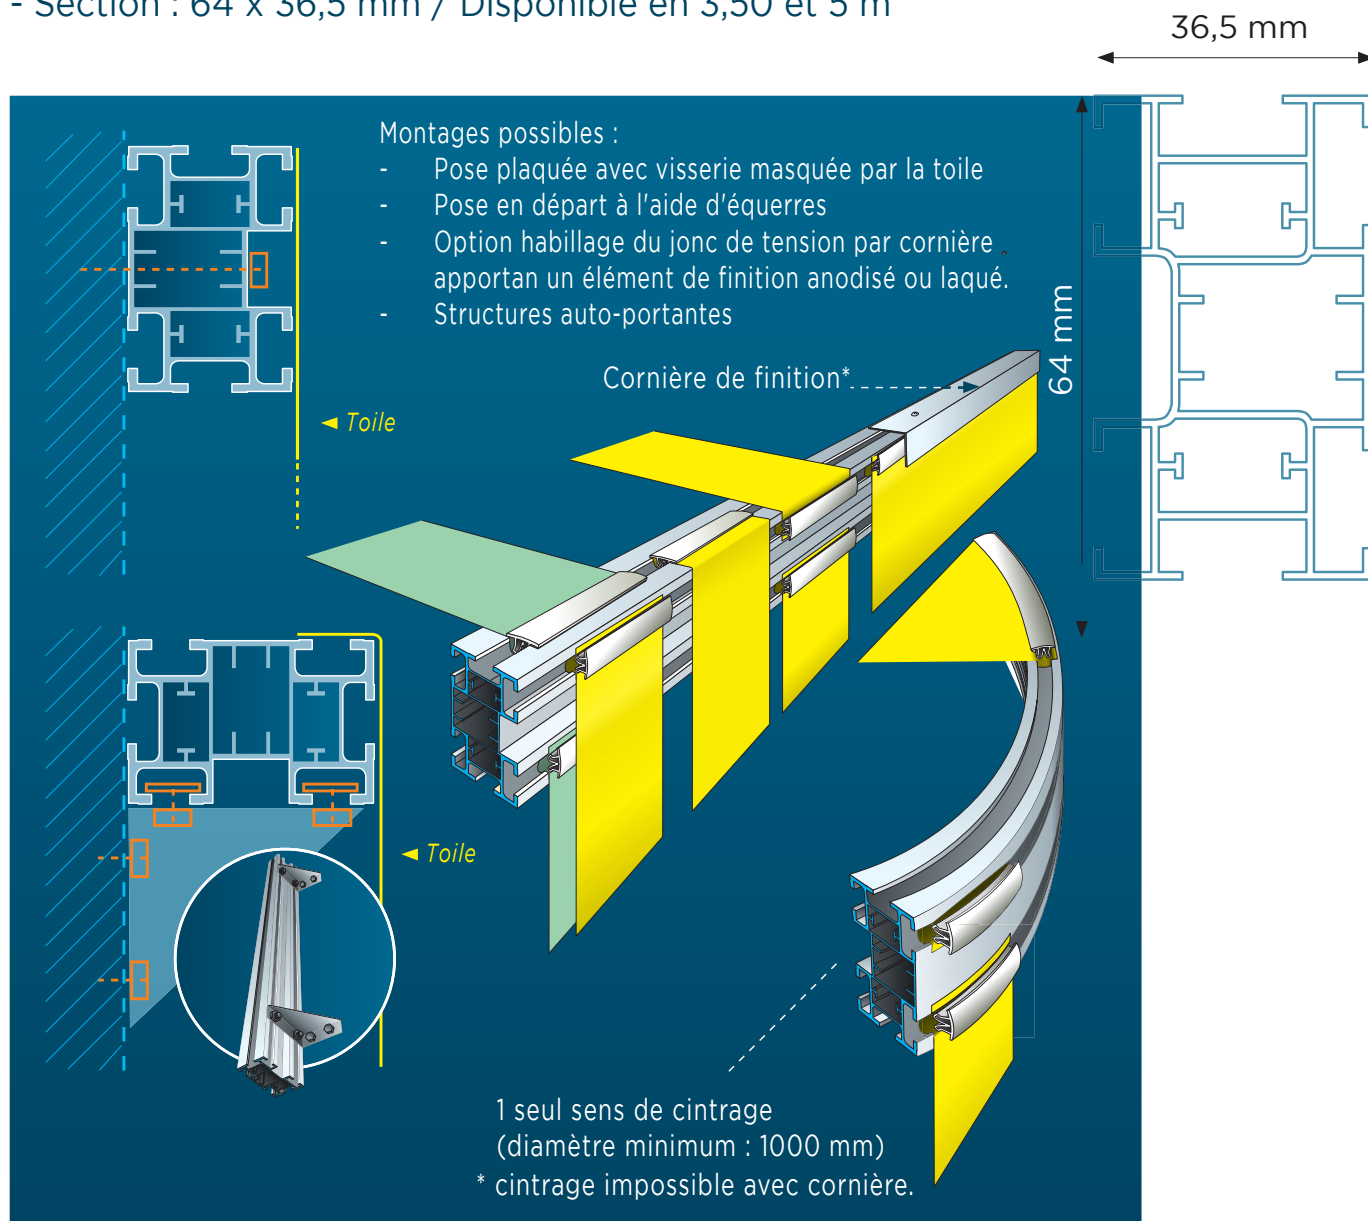 - Section : 64 x 36,5 mm / Disponible en 3,50 et 5 m
36,5 mm
Montages possibles :
- Pose plaquée avec visserie masquée par la toile
- Pose en départ à l'aide d'équerres
- Option habillage du jonc de tension par cornière
apportan un élément de finition anodisé ou laqué.
- Structures auto-portantes
64 mm
Cornière de finition*
◄ Toile
◄ Toile
1 seul sens de cintrage
(diamètre minimum : 1000 mm)
* cintrage impossible avec cornière.